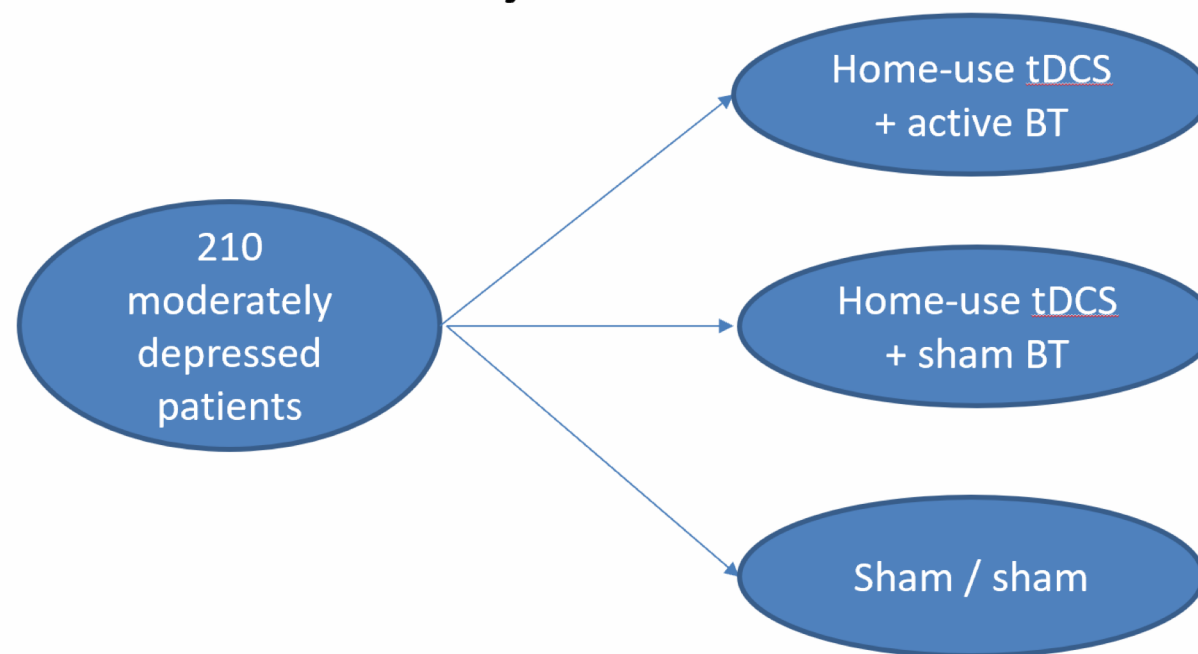 210
moderately
depressed
patients
Home-use tDCS
+ active BT
Home-use tDCS
+ sham BT
Sham / sham